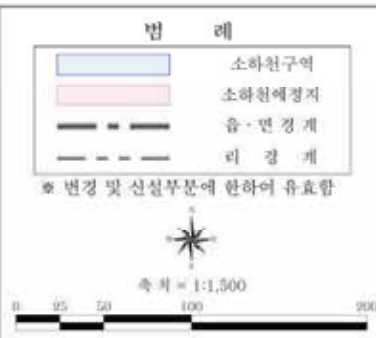 범 례
소하천구역
소하천예정지
읍·면 경 계
리 경 계
※ 변경 및 신설부분에 한하여 유효함
축 척 = 1:1,500
0 25 50 100 200